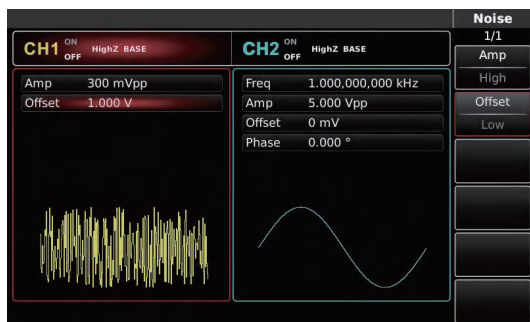 Noise
1/1
CH1 ON OFF HighZ BASE
CH2 ON OFF HighZ BASE
Amp
High
Offset
Low
Amp 300 mVpp
Offset 1.000 V
Freq 1.000,000,000 kHz
Amp 5.000 Vpp
Offset 0 mV
Phase 0.000 °